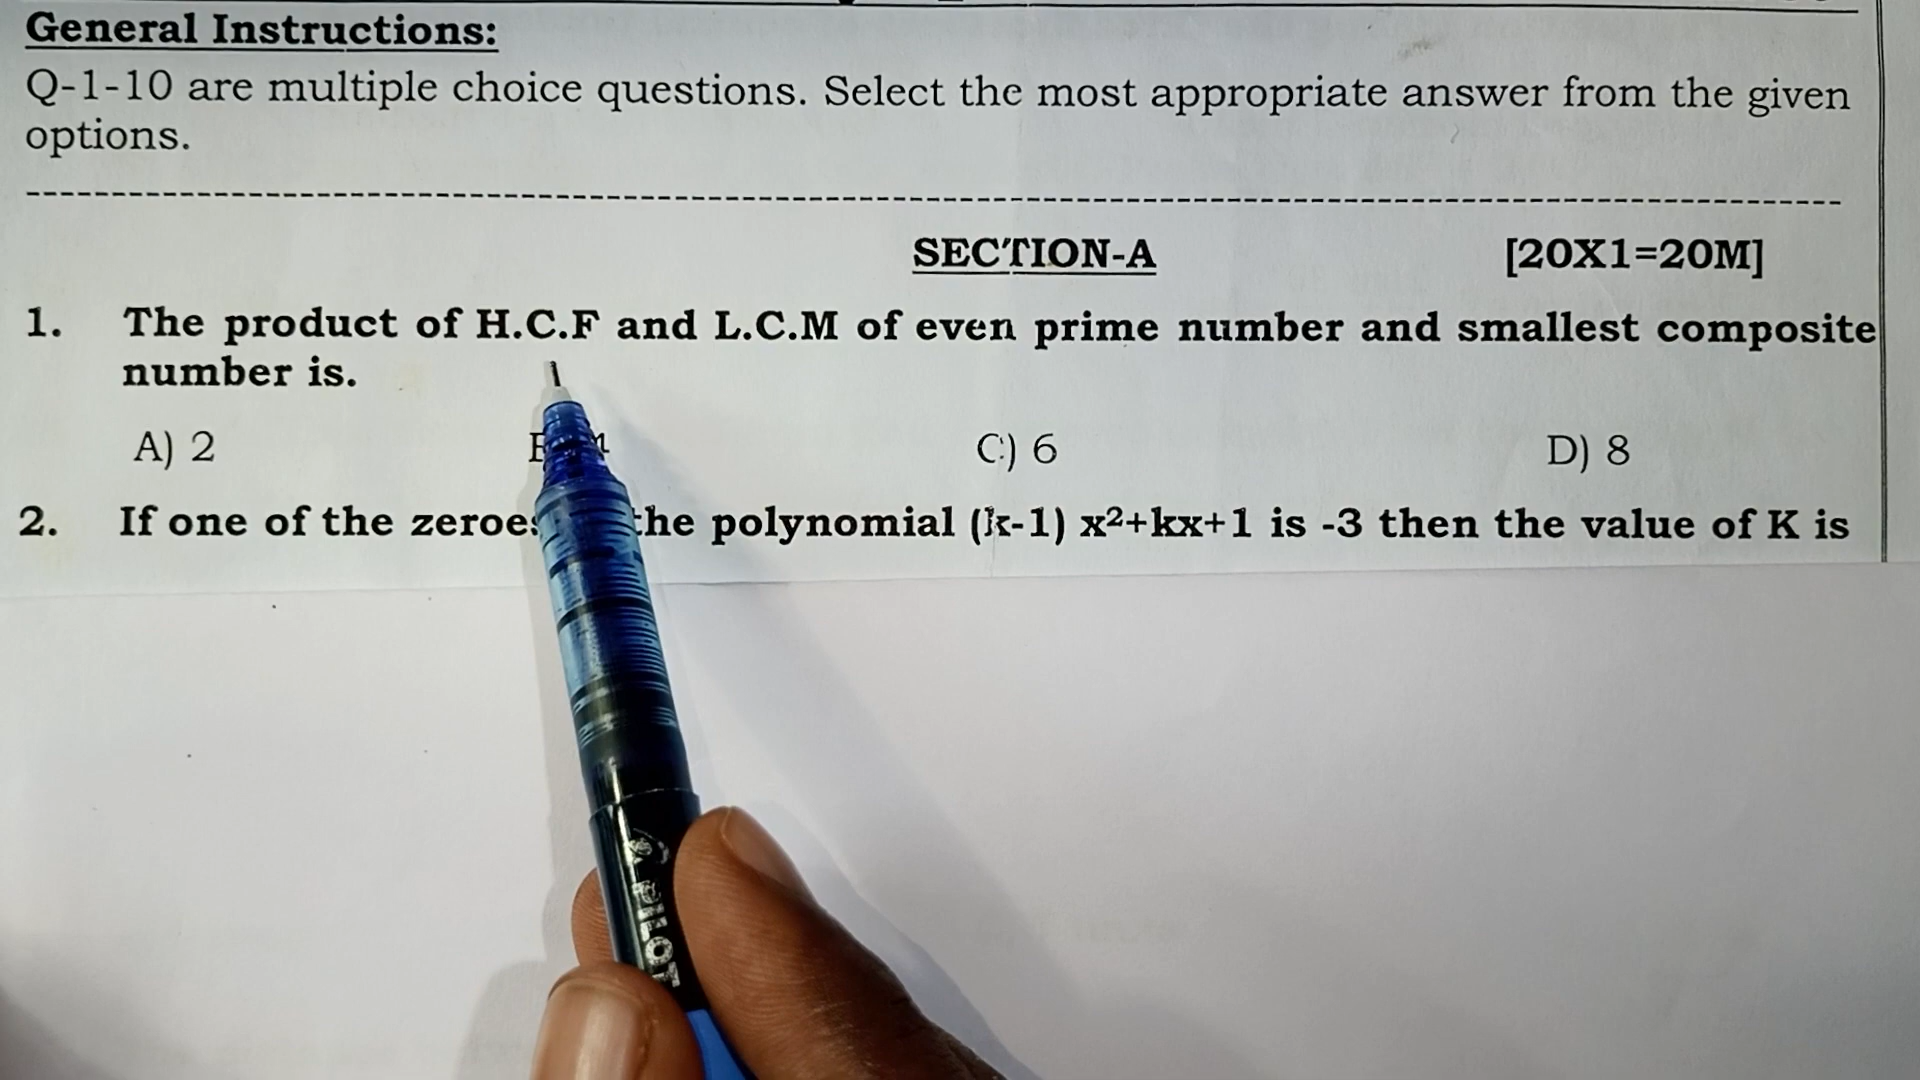 General Instructions:
Q-1-10 are multiple choice questions. Select the most appropriate answer from the given
options.
SECTION-A [20X1=20M]
1. The product of H.C.F and L.C.M of even prime number and smallest composite
number is.
A) 2 C) 6 D) 8
2. If one of the zeroes the polynomial (k-1) x²+kx+1 is -3 then the value of K is
PILOT